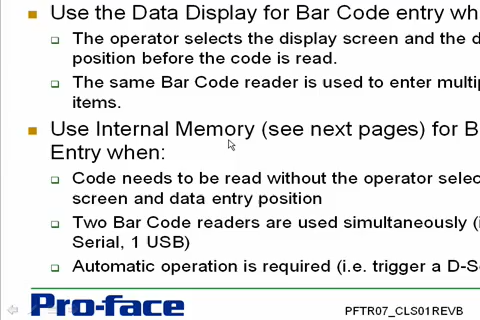 Use the Data Display for Bar Code entry wh
The operator selects the display screen and the d
position before the code is read.
The same Bar Code reader is used to enter multip
items.
Use Internal Memory (see next pages) for B
Entry when:
Code needs to be read without the operator selec
screen and data entry position
Two Bar Code readers are used simultaneously (i
Serial, 1 USB)
Automatic operation is required (i.e. trigger a D-S
Pro-face
PFTR07_CLS01REVB